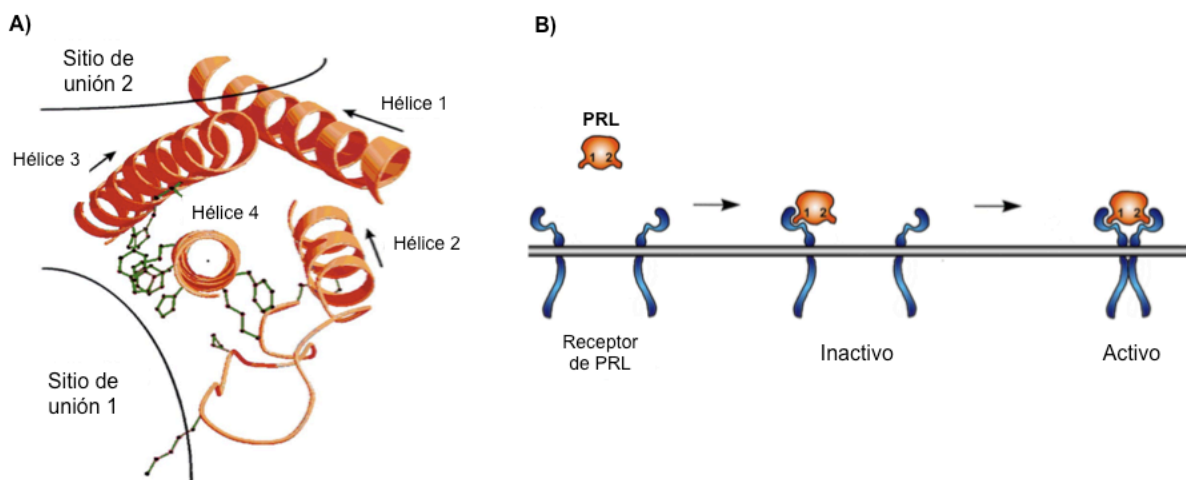 A)
Sitio de
unión 2
Hélice 1
Hélice 3
Hélice 4
Hélice 2
Sitio de
unión 1
B)
PRL
1 2
1 2
1 2
Receptor
de PRL
Inactivo
Activo